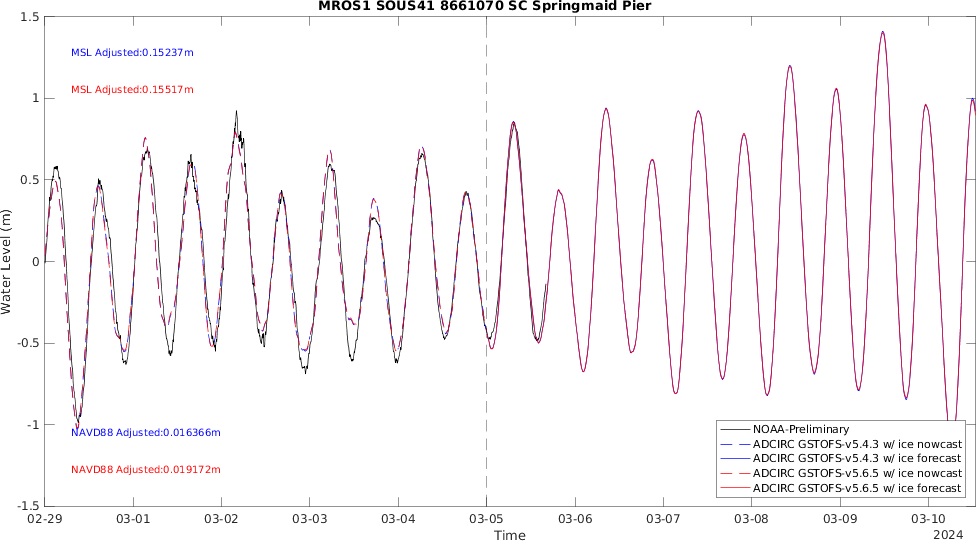 MROS1 SOUS41 8661070 SC Springmaid Pier
1.5
MSL Adjusted:0.15237m
MSL Adjusted:0.15517m
1
0.5
0
-0.5
-1
-1.5
Water Level (m)
NAVD88 Adjusted:0.016366m
NAVD88 Adjusted:0.019172m
NOAA-Preliminary
ADCIRC GSTOFS-v5.4.3 w/ ice nowcast
ADCIRC GSTOFS-v5.4.3 w/ ice forecast
ADCIRC GSTOFS-v5.6.5 w/ ice nowcast
ADCIRC GSTOFS-v5.6.5 w/ ice forecast
02-29 03-01 03-02 03-03 03-04 03-05 03-06 03-07 03-08 03-09 03-10
Time
2024